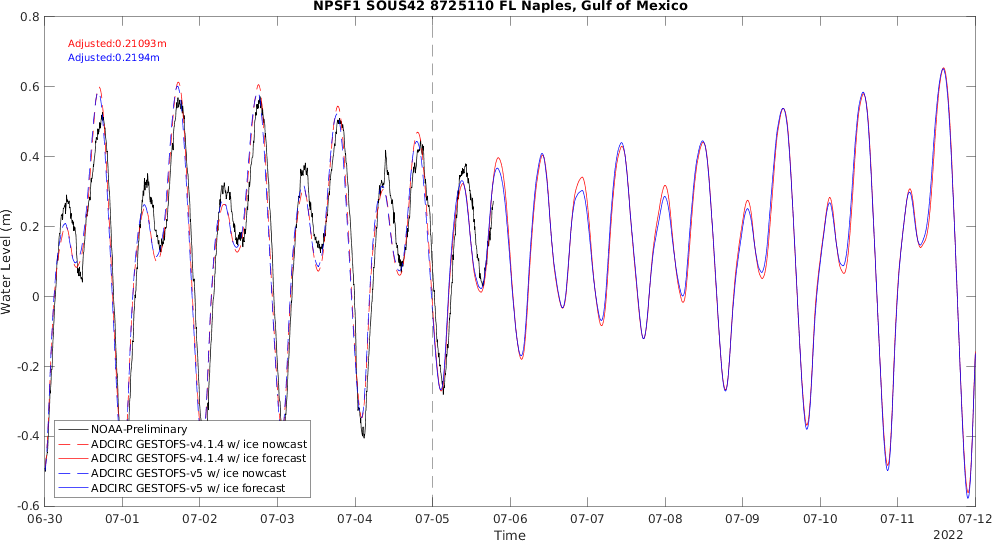 NPSF1 SOUS42 8725110 FL Naples, Gulf of Mexico
0.8
Adjusted:0.21093m
Adjusted:0.2194m
0.6
0.4
0.2
0
-0.2
-0.4
-0.6
Water Level (m)
NOAA-Preliminary
ADCIRC GESTOFS-v4.1.4 w/ ice nowcast
ADCIRC GESTOFS-v4.1.4 w/ ice forecast
ADCIRC GESTOFS-v5 w/ ice nowcast
ADCIRC GESTOFS-v5 w/ ice forecast
06-30 07-01 07-02 07-03 07-04 07-05 07-06 07-07 07-08 07-09 07-10 07-11 07-12
Time
2022